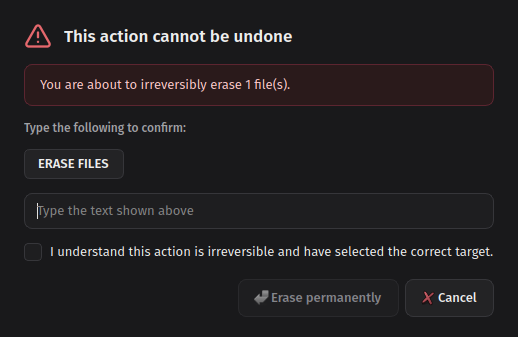 This action cannot be undone
You are about to irreversibly erase 1 file(s).
Type the following to confirm:
ERASE FILES
Type the text shown above
I understand this action is irreversible and have selected the correct target.
Erase permanently
Cancel